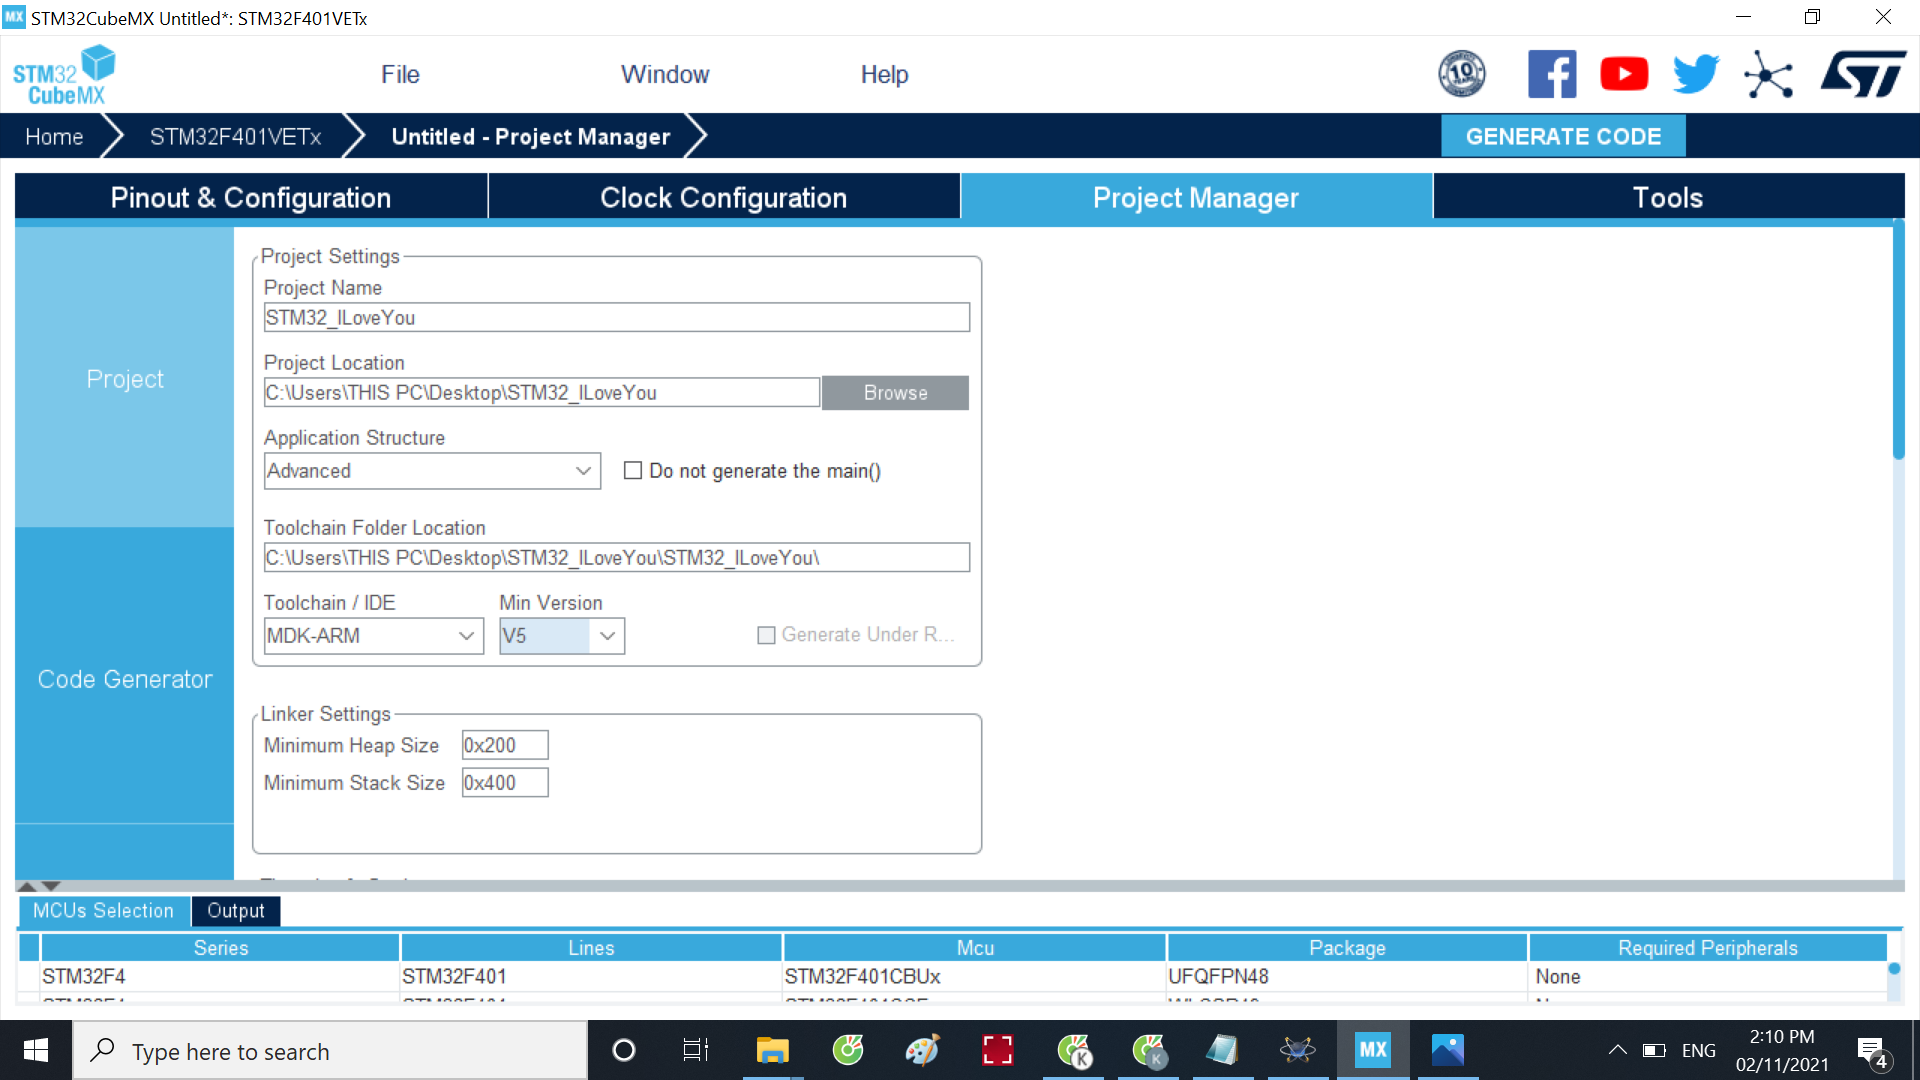 MX STM32CubeMX Untitled*: STM32F401VETx
STM32
CubeMX
File
Window
Help
10
Home
STM32F401VETx
Untitled - Project Manager
GENERATE CODE
Pinout & Configuration
Clock Configuration
Project Manager
Tools
Project
Code Generator
Project Settings
Project Name
STM32_ILoveYou
Project Location
C:\Users\THIS PC\Desktop\STM32_ILoveYou
Browse
Application Structure
Advanced
Do not generate the main()
Toolchain Folder Location
C:\Users\THIS PC\Desktop\STM32_ILoveYou\STM32_ILoveYou\
Toolchain / IDE
Min Version
MDK-ARM
V5
Generate Under R...
Linker Settings
Minimum Heap Size
0x200
Minimum Stack Size
0x400
MCUs Selection
Output
Series
Lines
Mcu
Package
Required Peripherals
STM32F4
STM32F401
STM32F401CBUx
UFQFPN48
None
Type here to search
K
K
MX
ENG
2:10 PM
02/11/2021
4